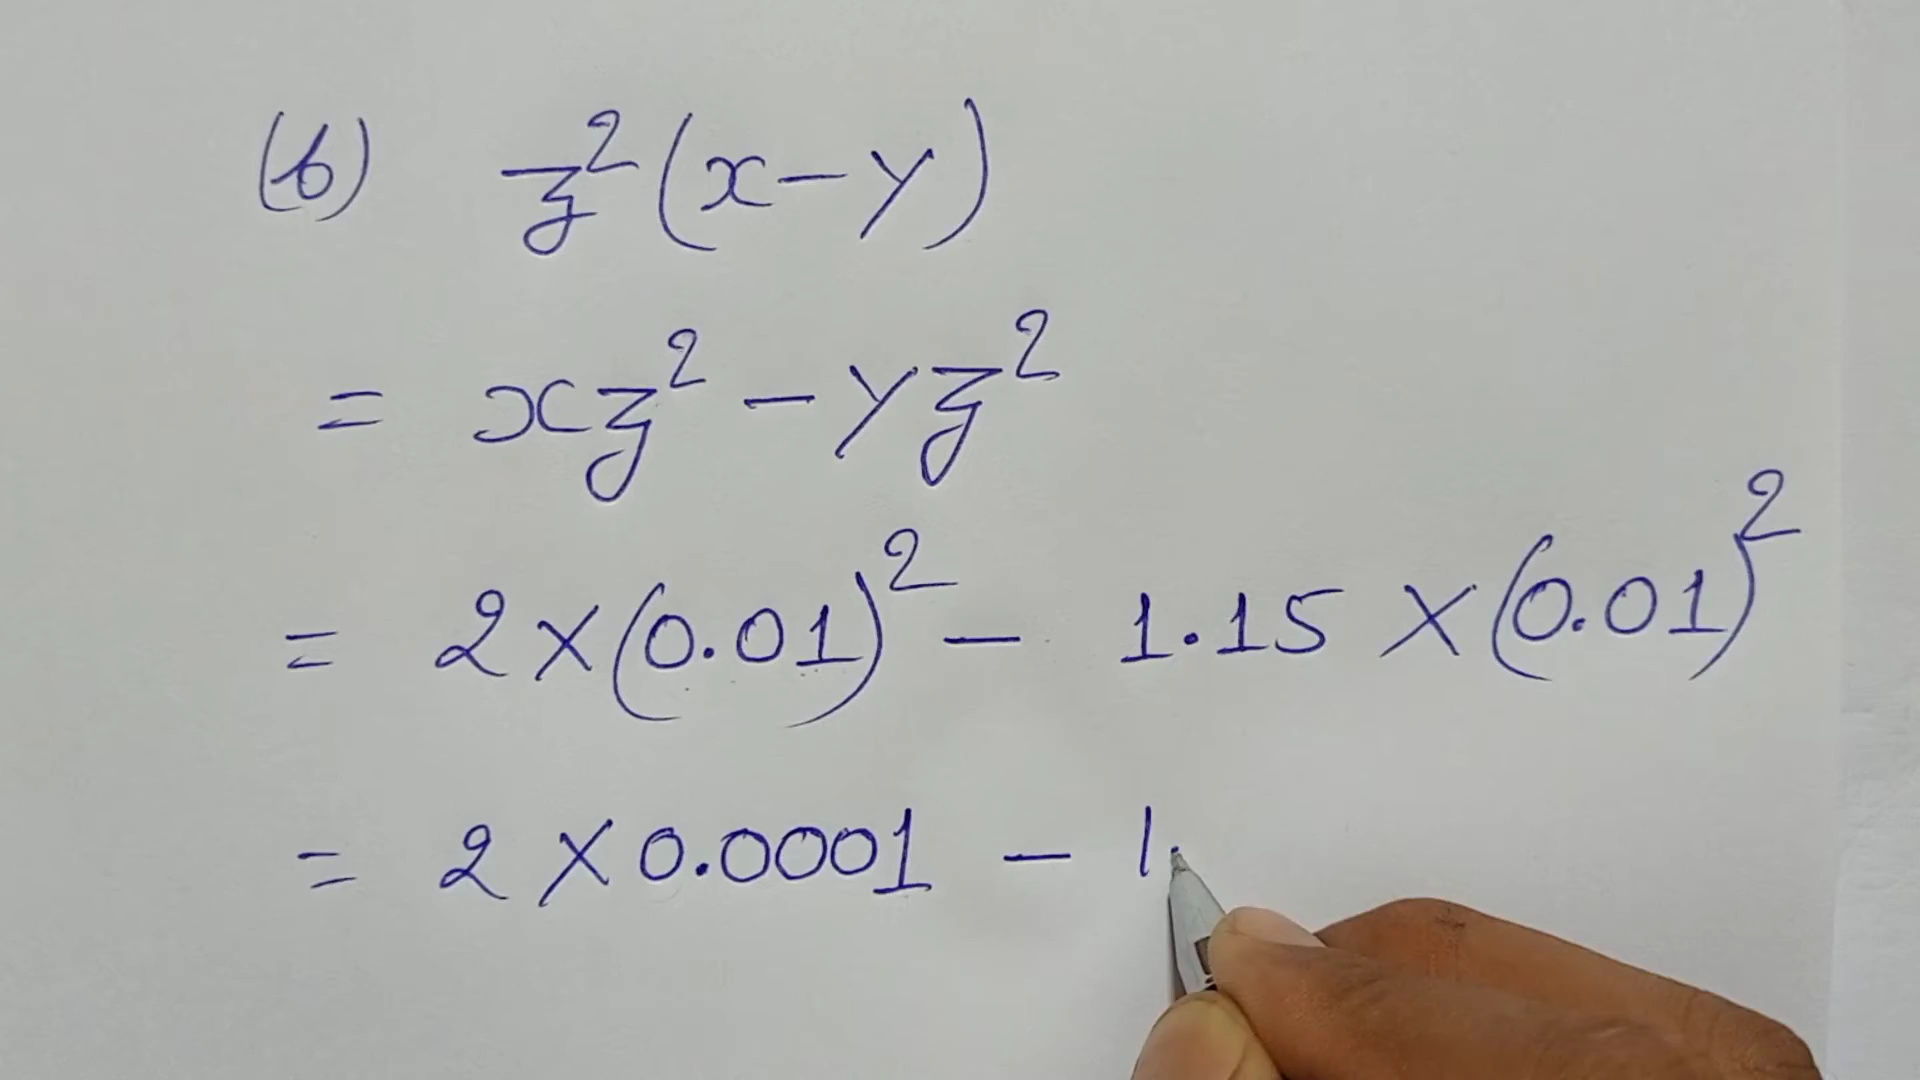 (b) z²(x-y)
= xz² - yz²
= 2×(0.01)² - 1.15×(0.01)²
= 2×0.0001 - 1.